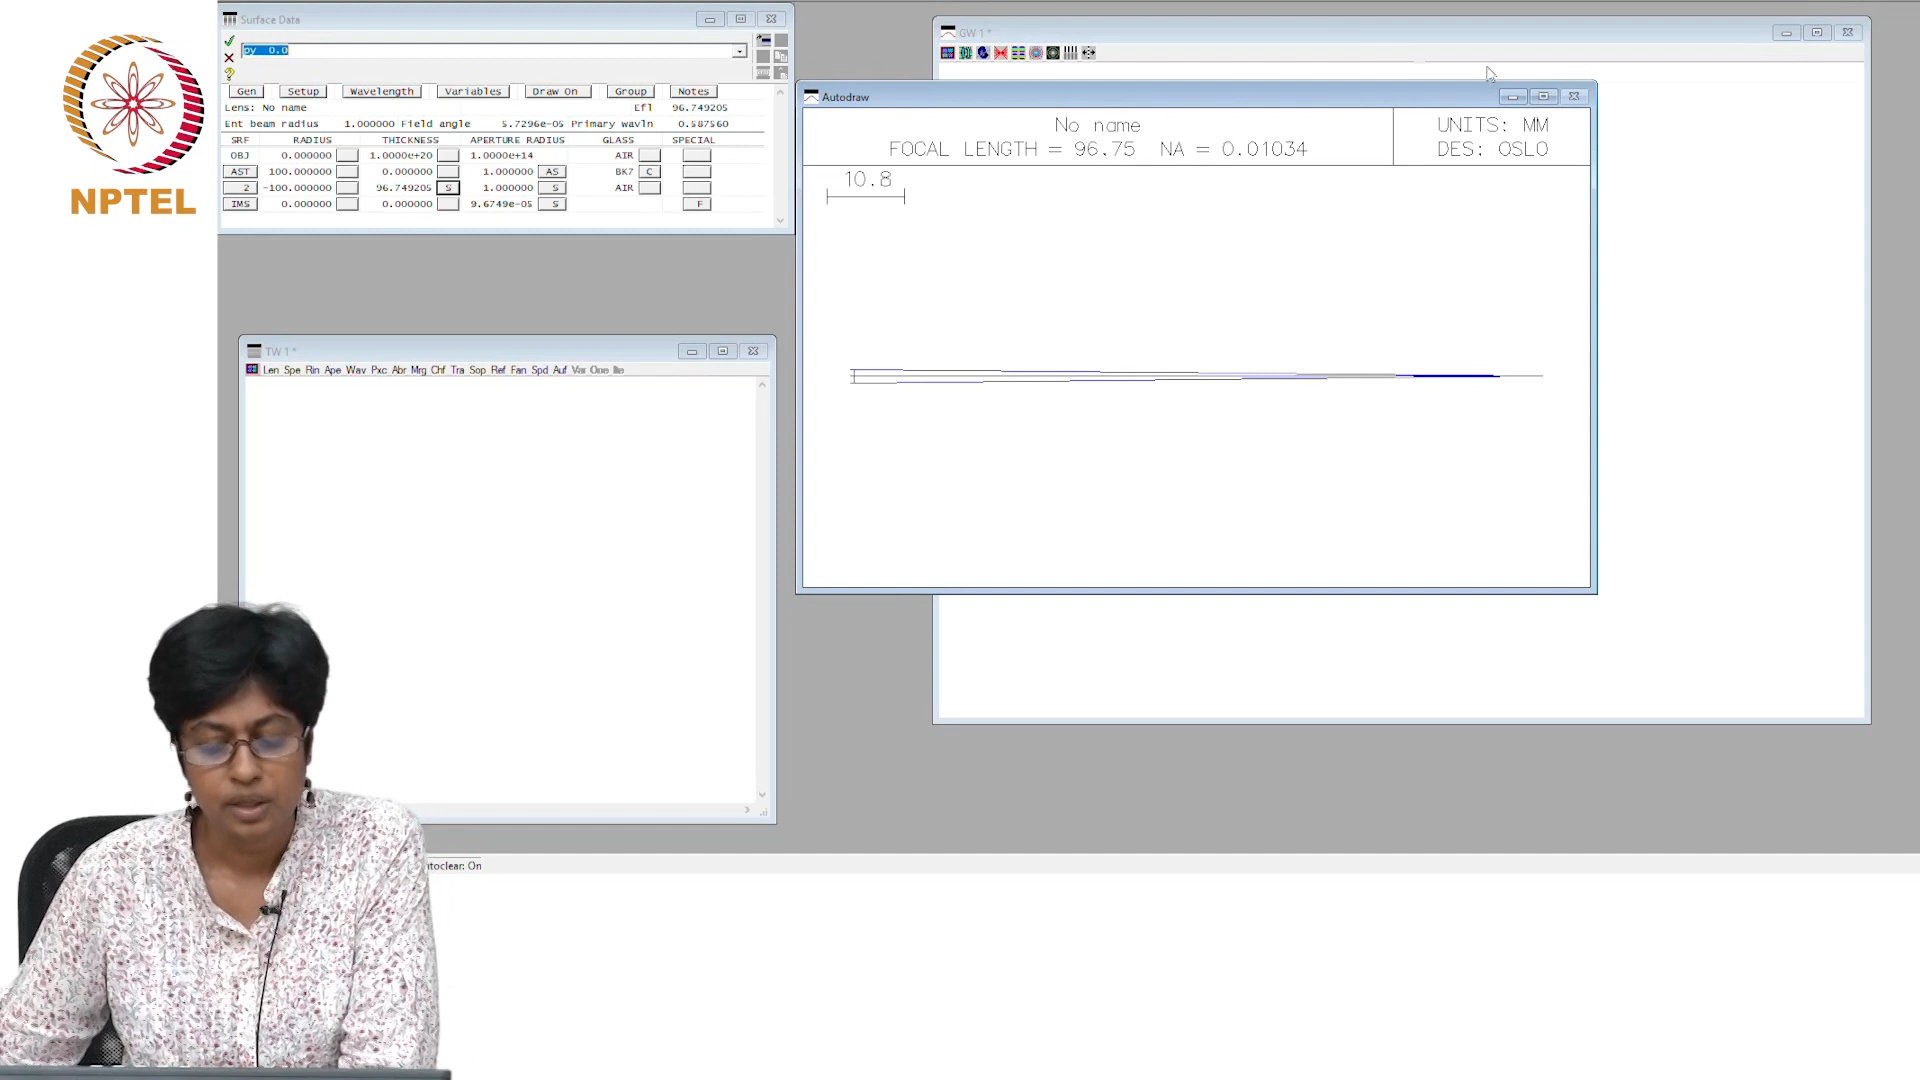 NPTEL
Surface Data
py 0.0
Gen Setup Wavelength Variables Draw On Group Notes
Lens: No name Efl 96.749205
Ent beam radius 1.000000 Field angle 5.7296e-05 Primary wavln 0.587560
SRF RADIUS THICKNESS APERTURE RADIUS GLASS SPECIAL
OBJ 0.000000 1.0000e+20 1.0000e+14 AIR
AST 100.000000 0.000000 1.000000 AS BK7 C
2 -100.000000 96.749205 S 1.000000 S AIR
IMS 0.000000 0.000000 9.6749e-05 S F
GW 1 *
Autodraw
No name
FOCAL LENGTH = 96.75 NA = 0.01034
UNITS: MM
DES: OSLO
10.8
TW 1 *
Len Spe Rin Ape Wav Pxc Abr Mrg Chf Tra Sop Ref Fan Spd Auf Var One Ite
toclear: On